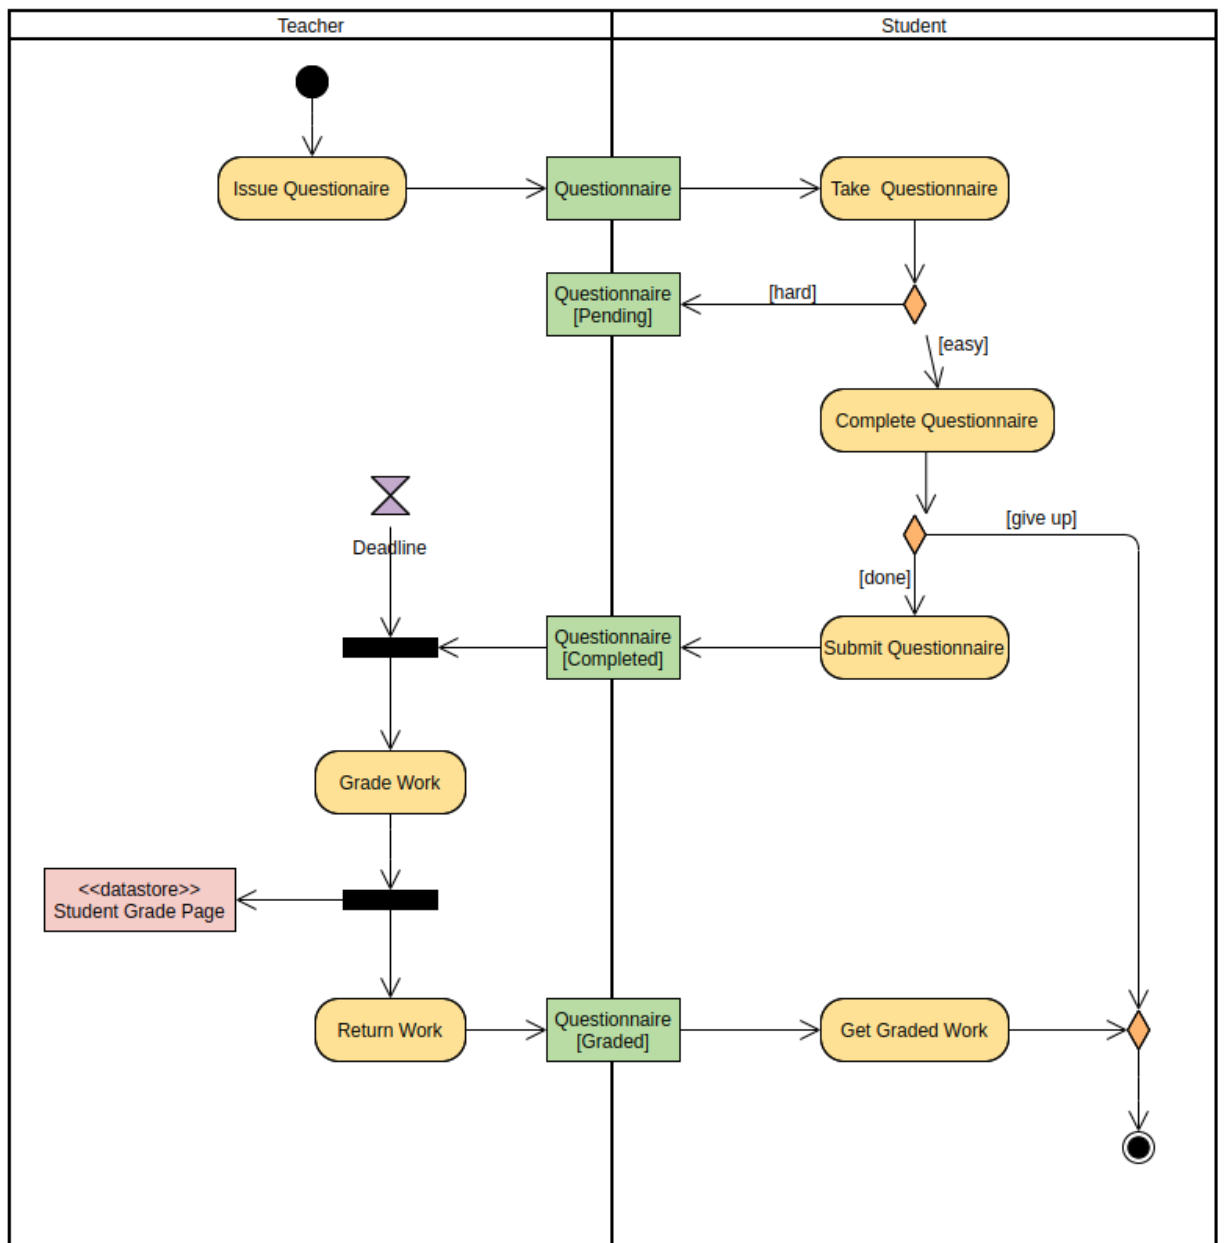 Teacher
Student
Issue Questionaire
Questionnaire
Take  Questionnaire
Questionnaire
[Pending]
[hard]
[easy]
Complete Questionnaire
Deadline
[give up]
[done]
Questionnaire
[Completed]
Submit Questionnaire
Grade Work
<<datastore>>
Student Grade Page
Return Work
Questionnaire
[Graded]
Get Graded Work